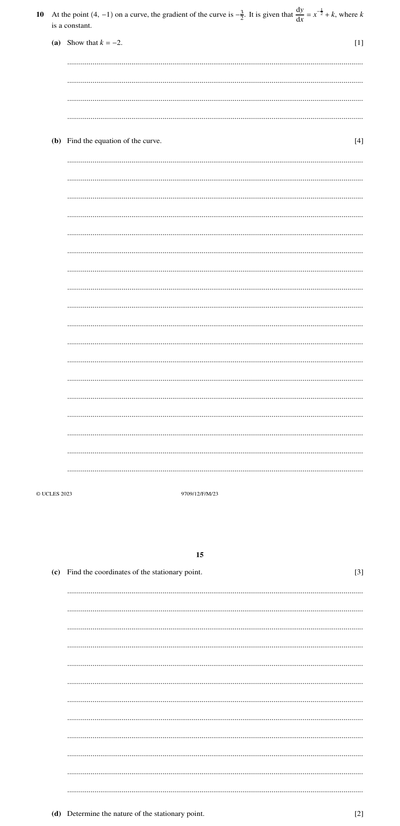 10 At the point (4, −1) on a curve, the gradient of the curve is −3/2. It is given that dy/dx = x^(−1/2) + k, where k
is a constant.
(a) Show that k = −2. [1]
(b) Find the equation of the curve. [4]
© UCLES 2023 9709/12/F/M/23
15
(c) Find the coordinates of the stationary point. [3]
(d) Determine the nature of the stationary point. [2]